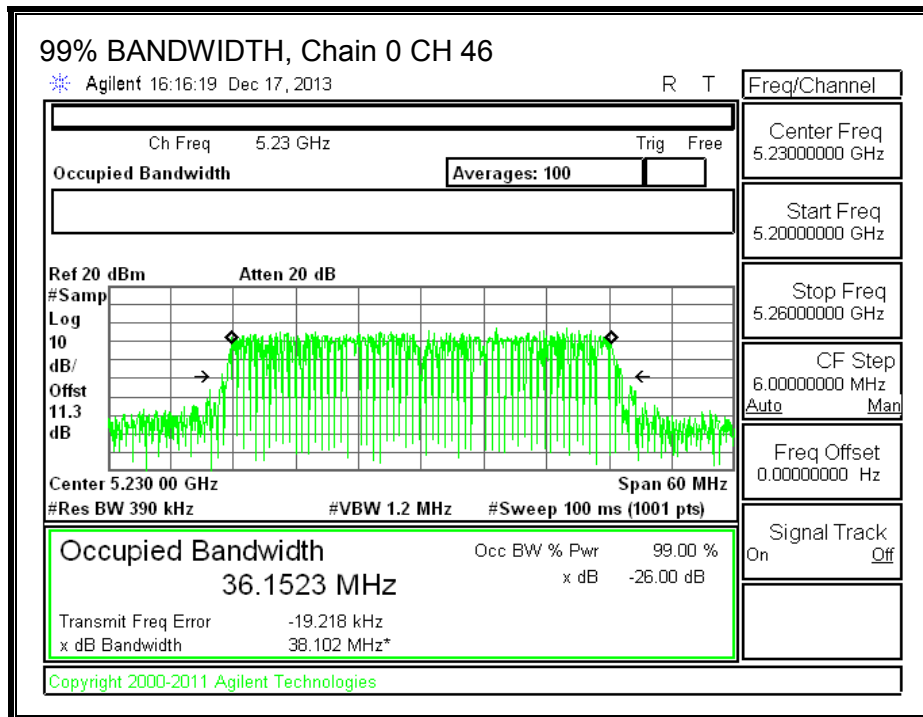 99% BANDWIDTH, Chain 0 CH 46
Agilent 16:16:19 Dec 17, 2013 R T
Ch Freq 5.23 GHz Trig Free
Occupied Bandwidth Averages: 100
Ref 20 dBm Atten 20 dB
#Samp
Log
10
dB/
Offst
11.3
dB
Center 5.230 00 GHz Span 60 MHz
#Res BW 390 kHz #VBW 1.2 MHz #Sweep 100 ms (1001 pts)
Occupied Bandwidth Occ BW % Pwr 99.00 %
36.1523 MHz x dB -26.00 dB
Transmit Freq Error -19.218 kHz
x dB Bandwidth 38.102 MHz*
Copyright 2000-2011 Agilent Technologies
Freq/Channel
Center Freq
5.23000000 GHz
Start Freq
5.20000000 GHz
Stop Freq
5.26000000 GHz
CF Step
6.00000000 MHz
Auto Man
Freq Offset
0.00000000 Hz
Signal Track
On Off